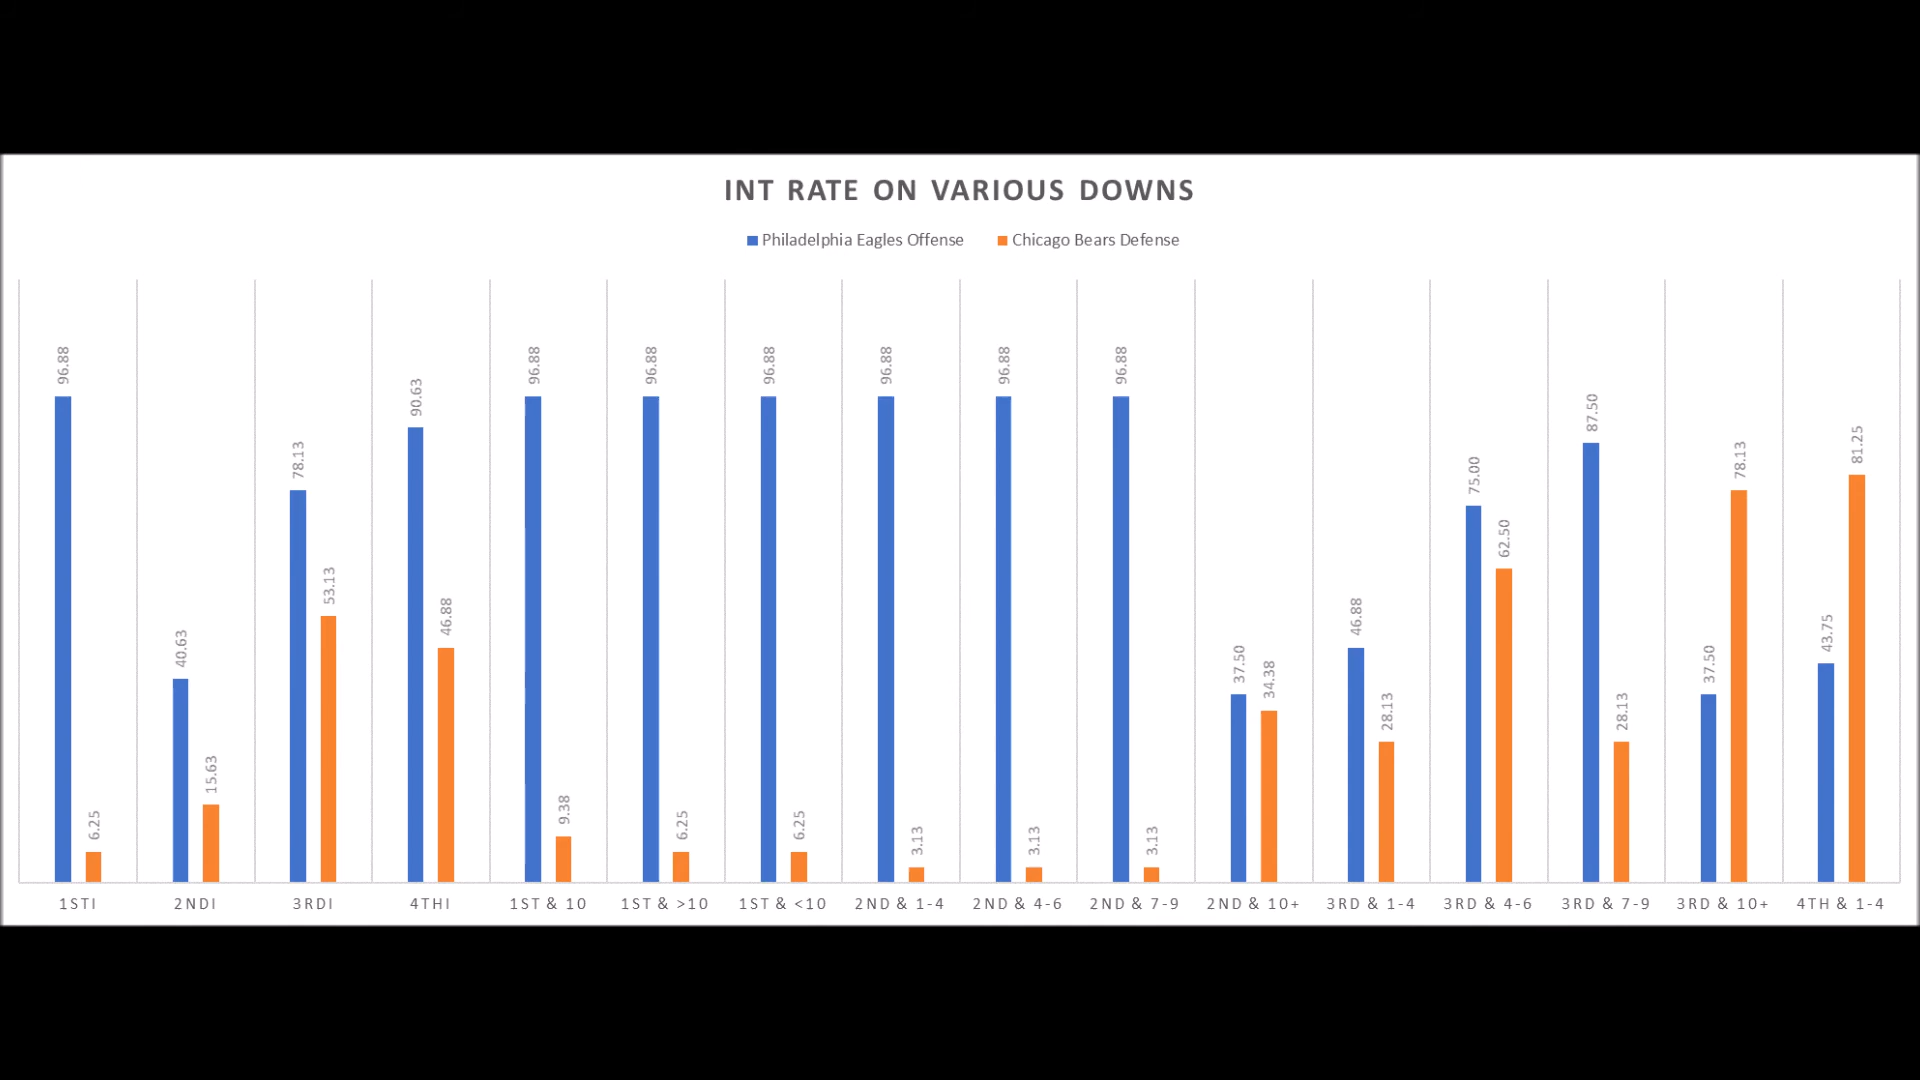 INT RATE ON VARIOUS DOWNS
Philadelphia Eagles Offense Chicago Bears Defense
96.88 6.25 40.63 15.63 78.13 53.13 90.63 46.88 96.88 9.38 96.88 6.25 96.88 6.25 96.88 3.13 96.88 3.13 96.88 3.13 37.50 34.38 46.88 28.13 75.00 62.50 87.50 28.13 37.50 78.13 43.75 81.25
1STI 2NDI 3RDI 4THI 1ST & 10 1ST & >10 1ST & <10 2ND & 1-4 2ND & 4-6 2ND & 7-9 2ND & 10+ 3RD & 1-4 3RD & 4-6 3RD & 7-9 3RD & 10+ 4TH & 1-4